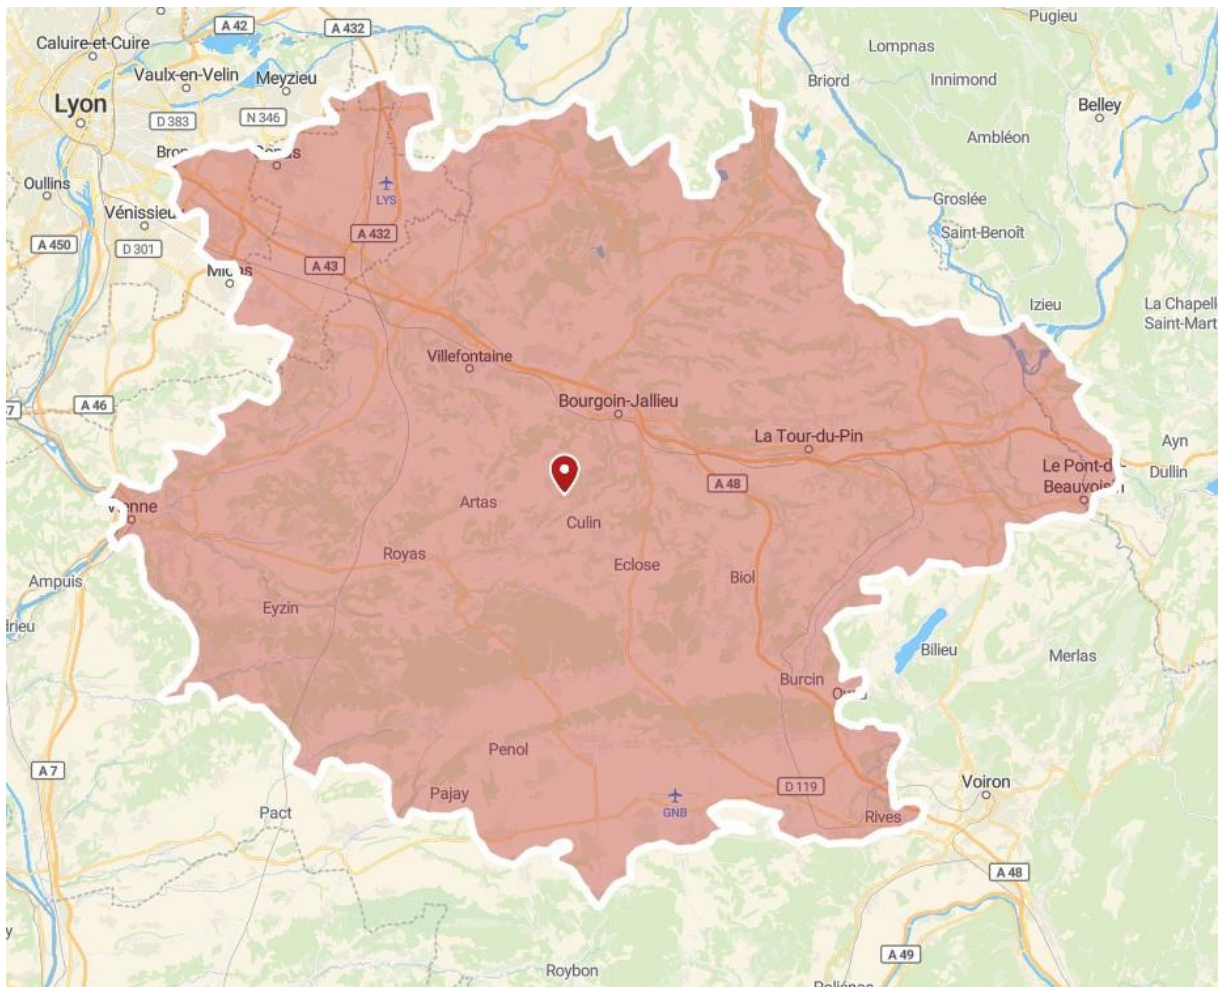 Pugieu
A 42
A 432
Caluire-et-Cuire
Lompnas
Vaulx-en-Velin
Meyzieu
Briord
Innimond
Lyon
Belley
D 383
N 346
Ambléon
Oullins
LYS
Groslée
Vénissieu
A 432
Saint-Benoît
A 450
D 301
A 43
Izieu
La Chapell
Saint-Mart
Villefontaine
A 46
7
Bourgoin-Jallieu
La Tour-du-Pin
Ayn
Le Pont-d
Dullin
A 48
Artas
Culin
Royas
Eclose
Biol
Ampuis
Eyzin
drieu
Bilieu
Merlas
Burcin
Penol
A 7
Voiron
D 119
Pajay
Pact
GNB
Rives
A 48
y
A 49
Roybon